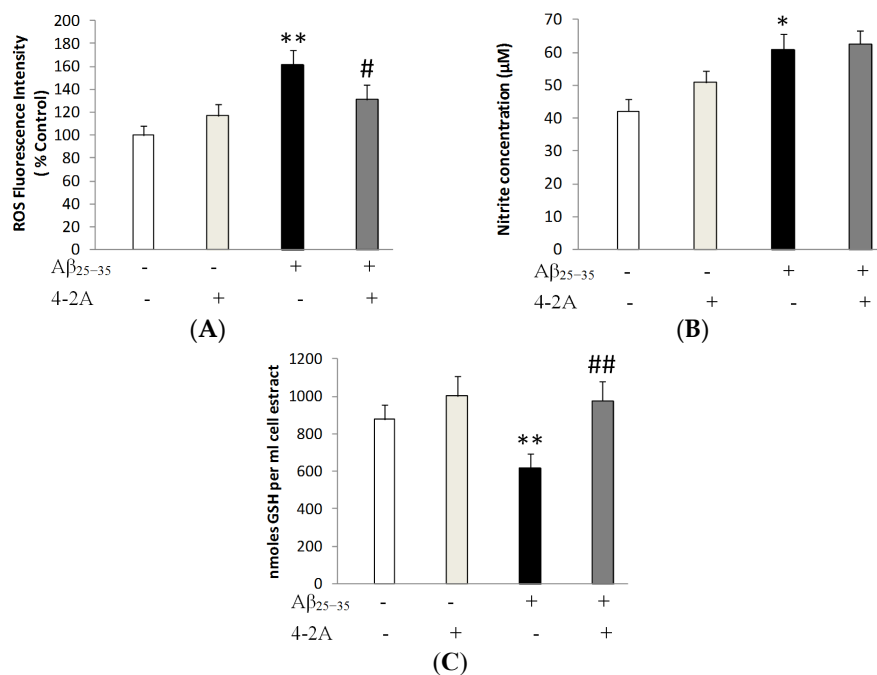 ROS Fluorescence Intensity
( % Control)
200
180
160
140
120
100
80
60
40
20
0
**
#
Aβ25–35 - - + +
4-2A - + - +
(A)
Nitrite concentration (µM)
70
60
50
40
30
20
10
0
*
Aβ25–35 - - + +
4-2A - + - +
(B)
nmoles GSH per ml cell estract
1200
1000
800
600
400
200
0
**
##
Aβ25–35 - - + +
4-2A - + - +
(C)